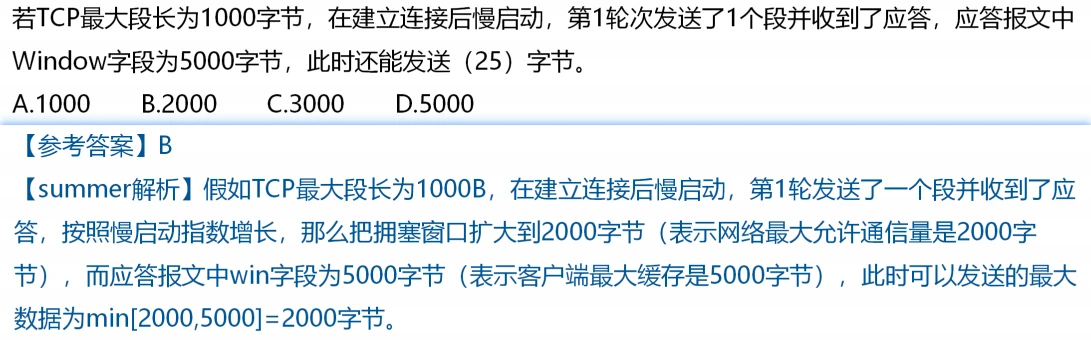 若TCP最大段长为1000字节，在建立连接后慢启动，第1轮次发送了1个段并收到了应答，应答报文中
Window字段为5000字节，此时还能发送（25）字节。
A.1000 B.2000 C.3000 D.5000
【参考答案】B
【summer解析】假如TCP最大段长为1000B，在建立连接后慢启动，第1轮发送了一个段并收到了应
答，按照慢启动指数增长，那么把拥塞窗口扩大到2000字节（表示网络最大允许通信量是2000字
节），而应答报文中win字段为5000字节（表示客户端最大缓存是5000字节），此时可以发送的最大
数据为min[2000,5000]=2000字节。